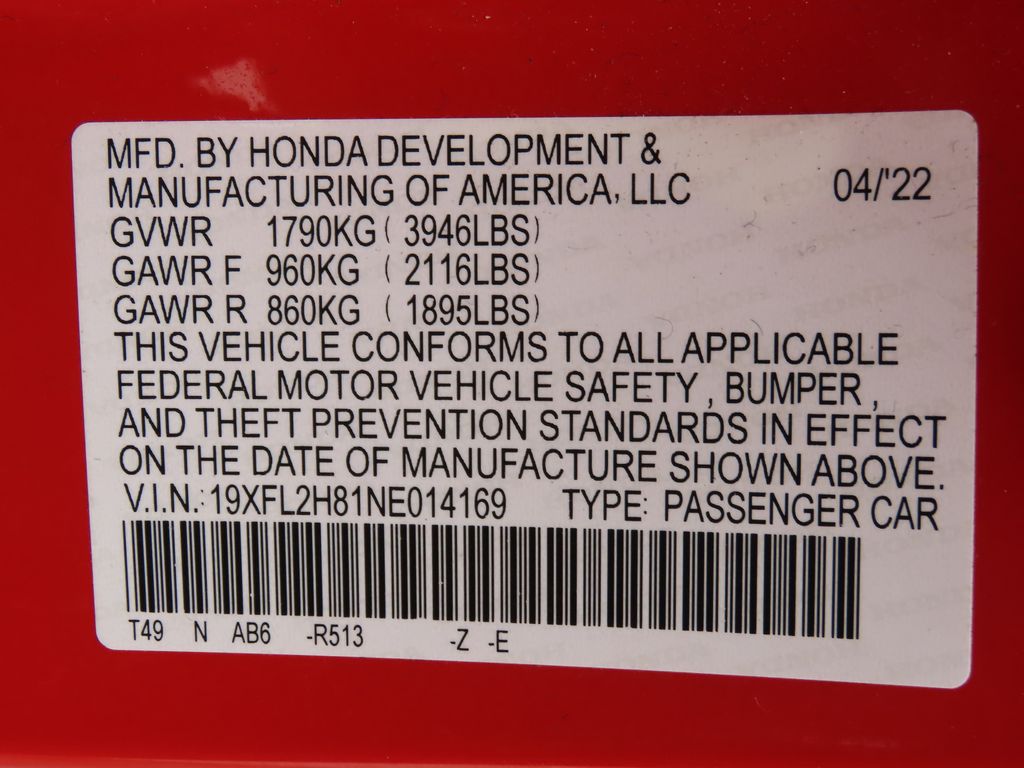 MFD. BY HONDA DEVELOPMENT &
MANUFACTURING OF AMERICA, LLC 04/'22
GVWR 1790KG ( 3946LBS)
GAWR F 960KG ( 2116LBS)
GAWR R 860KG ( 1895LBS)
THIS VEHICLE CONFORMS TO ALL APPLICABLE
FEDERAL MOTOR VEHICLE SAFETY , BUMPER ,
AND THEFT PREVENTION STANDARDS IN EFFECT
ON THE DATE OF MANUFACTURE SHOWN ABOVE.
V.I.N.: 19XFL2H81NE014169 TYPE: PASSENGER CAR
T49 N AB6 -R513 -Z -E